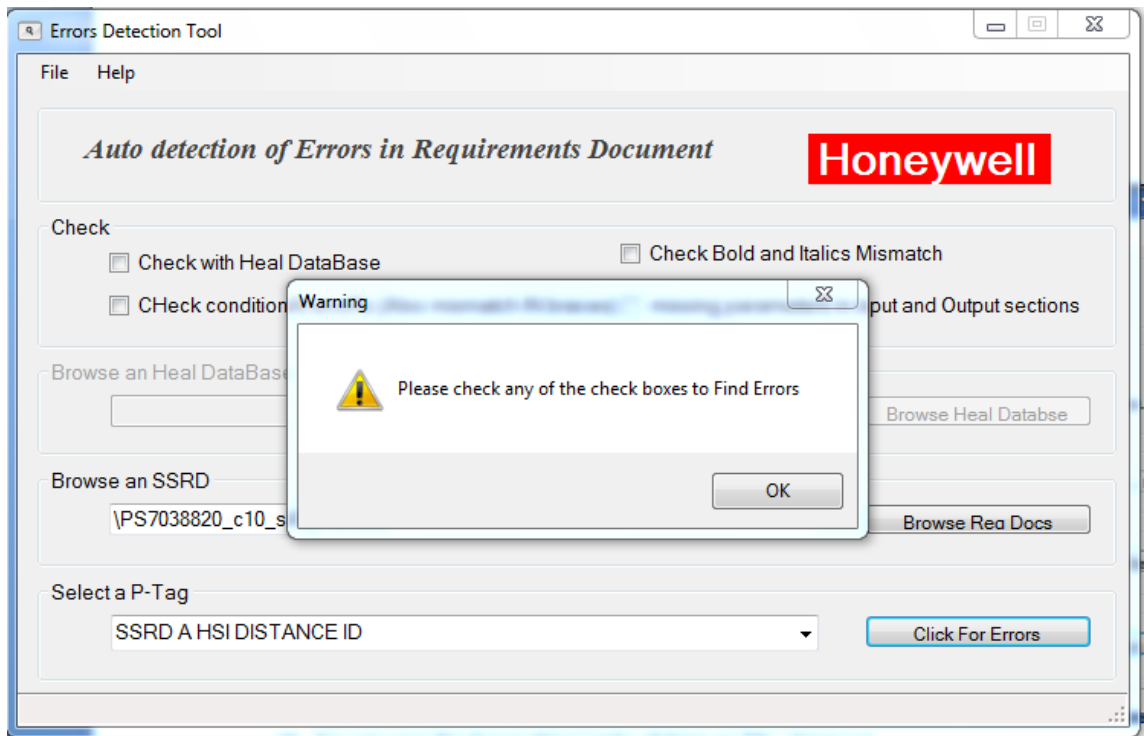 Errors Detection Tool
File Help
Auto detection of Errors in Requirements Document
Honeywell
Check
Check with Heal DataBase
Check Bold and Italics Mismatch
CHeck condition
put and Output sections
Warning
Please check any of the check boxes to Find Errors
OK
Browse an Heal DataBase
Browse Heal Databse
Browse an SSRD
\PS7038820_c10_s
Browse Req Docs
Select a P-Tag
SSRD A HSI DISTANCE ID
Click For Errors